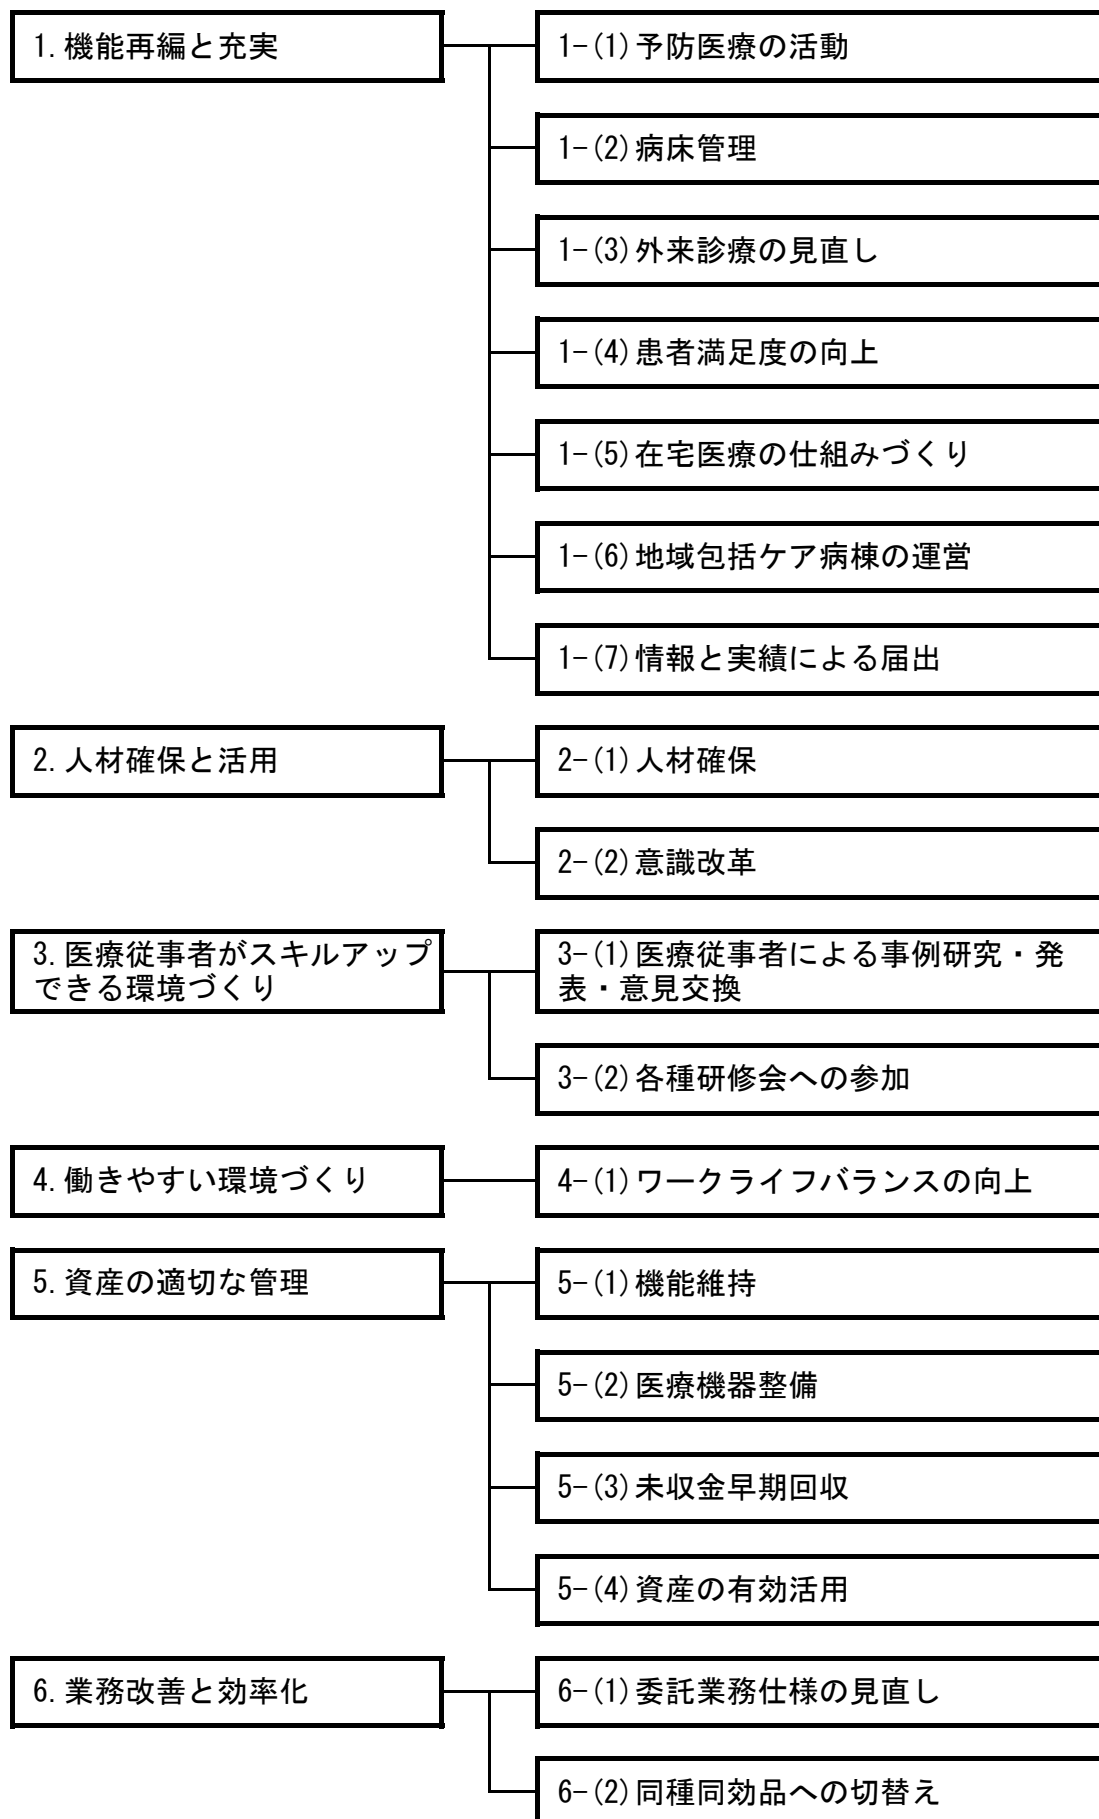 1.機能再編と充実
1-(1)予防医療の活動
1-(2)病床管理
1-(3)外来診療の見直し
1-(4)患者満足度の向上
1-(5)在宅医療の仕組みづくり
1-(6)地域包括ケア病棟の運営
1-(7)情報と実績による届出
2.人材確保と活用
2-(1)人材確保
2-(2)意識改革
3.医療従事者がスキルアップ
できる環境づくり
3-(1)医療従事者による事例研究・発
表・意見交換
3-(2)各種研修会への参加
4.働きやすい環境づくり
4-(1)ワークライフバランスの向上
5.資産の適切な管理
5-(1)機能維持
5-(2)医療機器整備
5-(3)未収金早期回収
5-(4)資産の有効活用
6.業務改善と効率化
6-(1)委託業務仕様の見直し
6-(2)同種同効品への切替え